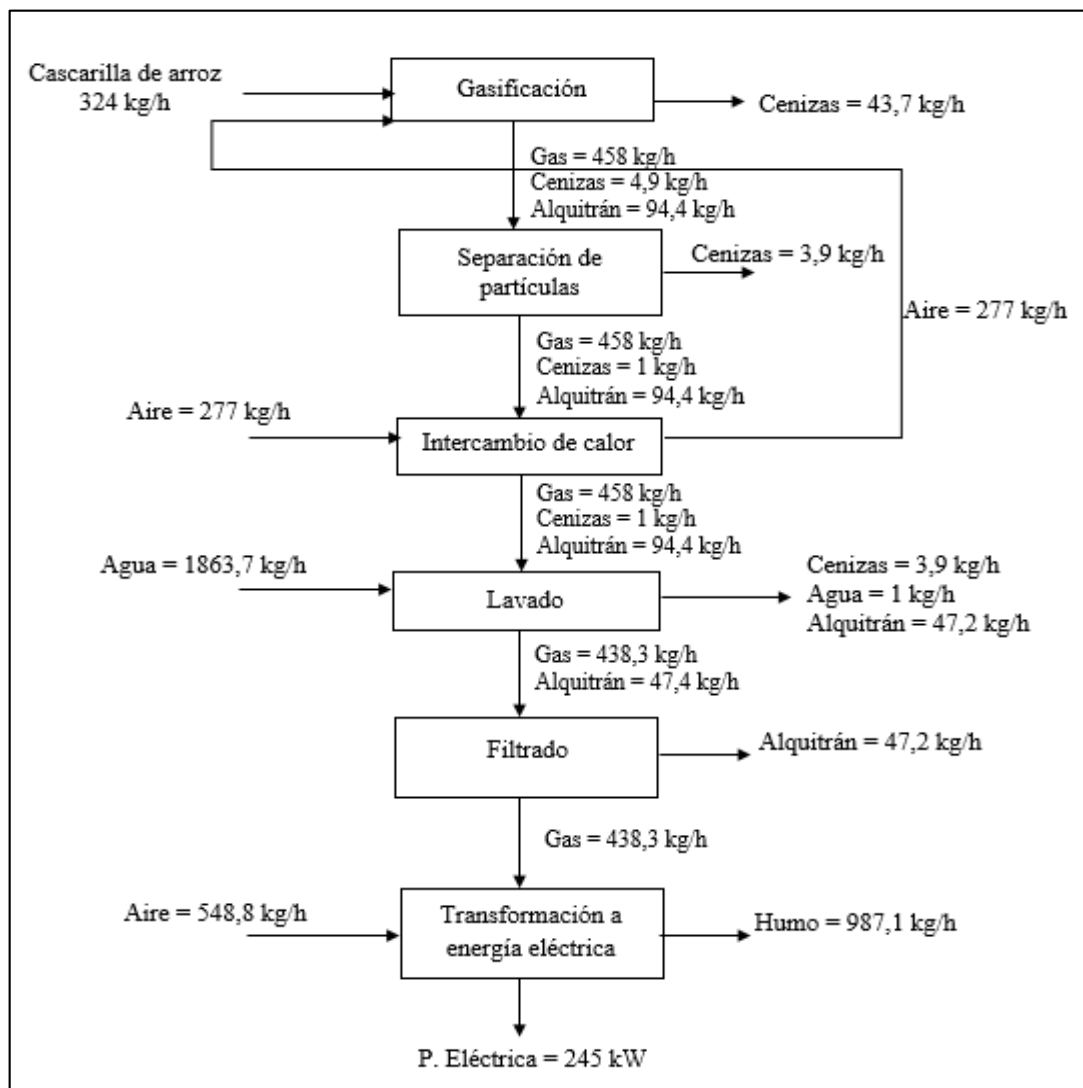 Cascarilla de arroz
324 kg/h
Gasificación
Cenizas = 43,7 kg/h
Gas = 458 kg/h
Cenizas = 4,9 kg/h
Alquitrán = 94,4 kg/h
Separación de
partículas
Cenizas = 3,9 kg/h
Aire = 277 kg/h
Gas = 458 kg/h
Cenizas = 1 kg/h
Alquitrán = 94,4 kg/h
Aire = 277 kg/h
Intercambio de calor
Gas = 458 kg/h
Cenizas = 1 kg/h
Alquitrán = 94,4 kg/h
Agua = 1863,7 kg/h
Lavado
Cenizas = 3,9 kg/h
Agua = 1 kg/h
Alquitrán = 47,2 kg/h
Gas = 438,3 kg/h
Alquitrán = 47,4 kg/h
Filtrado
Alquitrán = 47,2 kg/h
Gas = 438,3 kg/h
Aire = 548,8 kg/h
Transformación a
energía eléctrica
Humo = 987,1 kg/h
P. Eléctrica = 245 kW